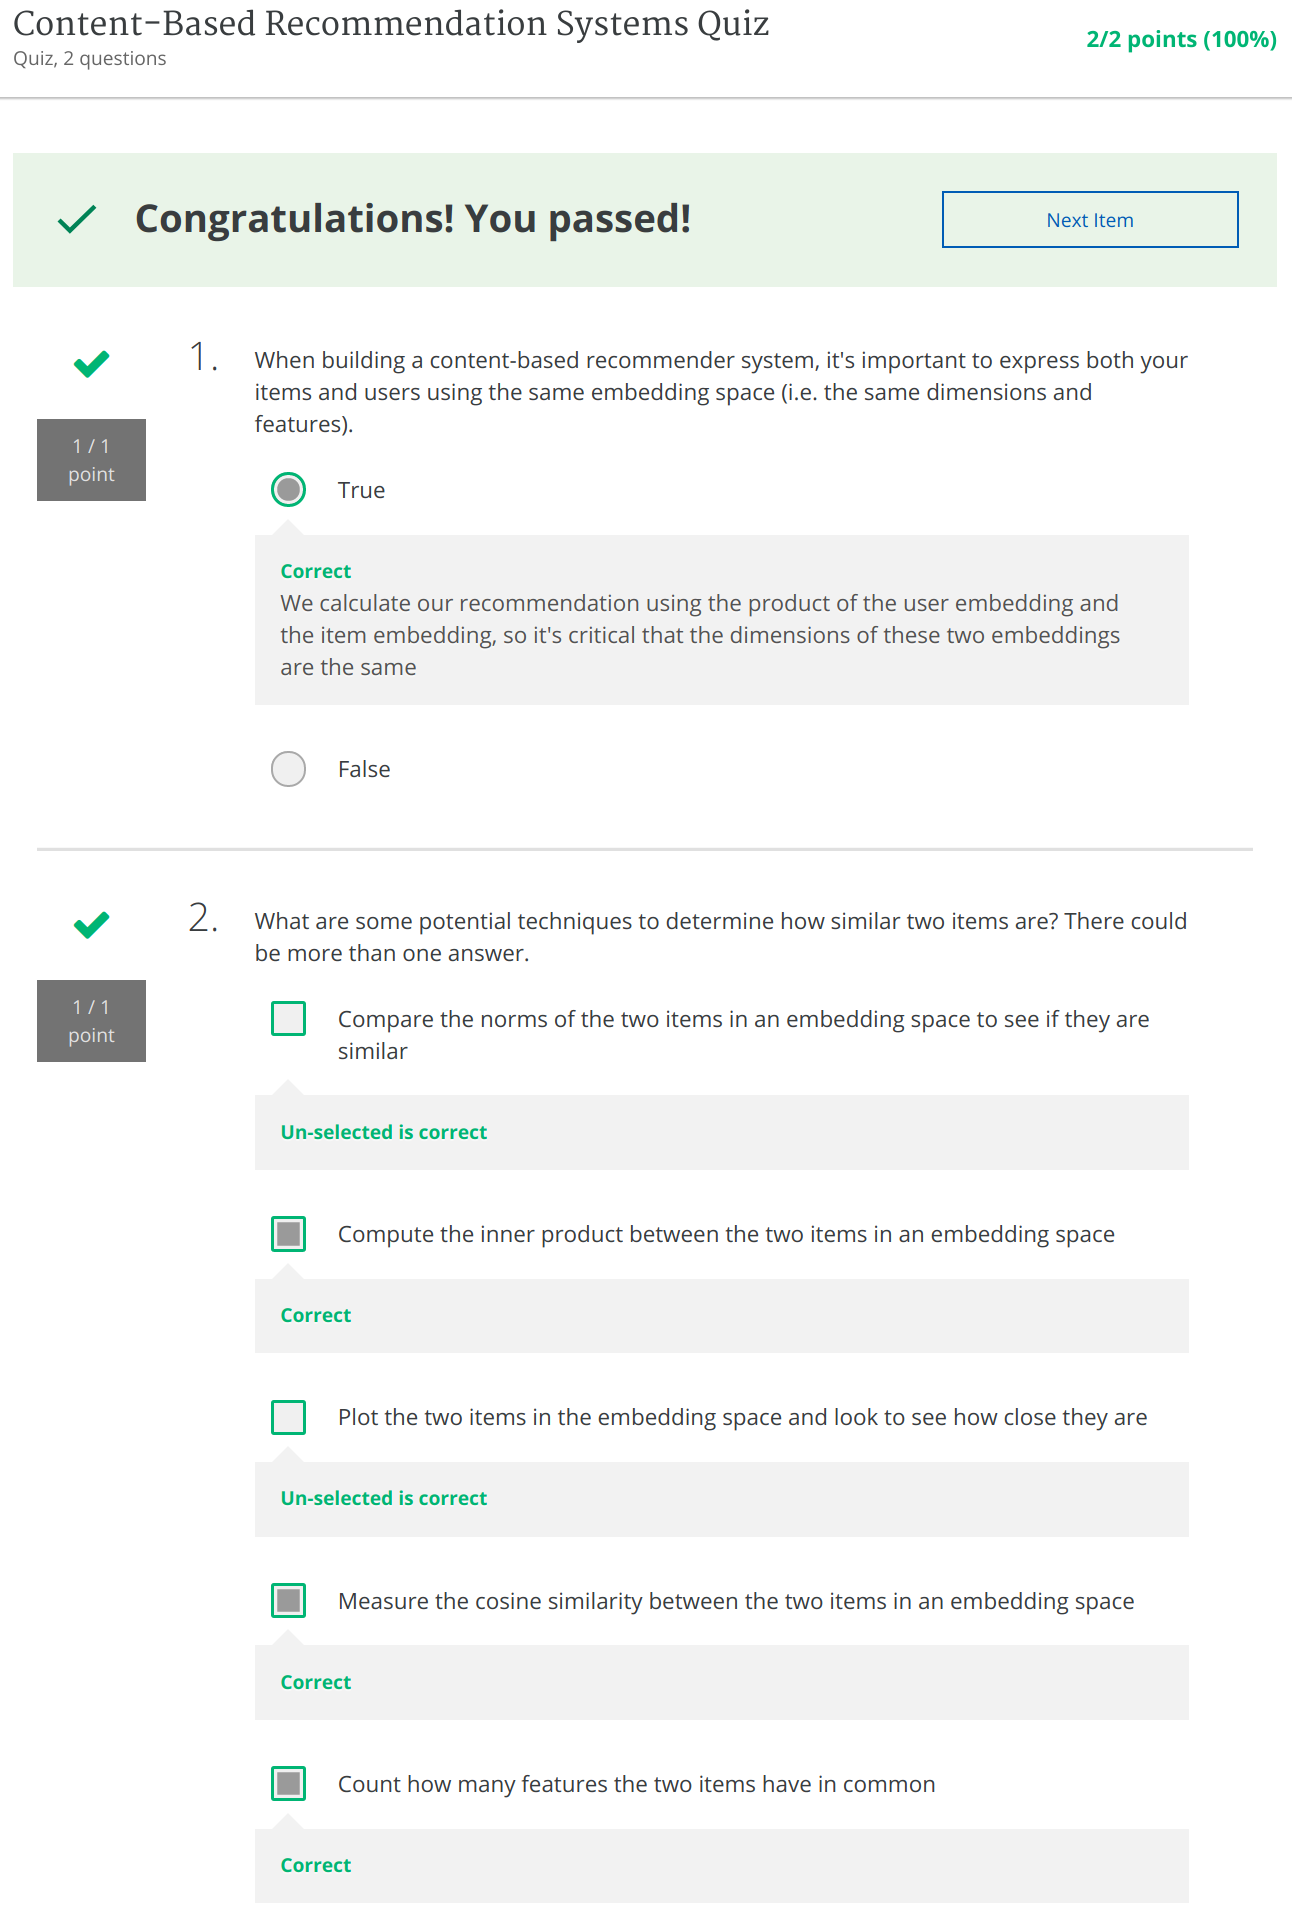 Content-Based Recommendation Systems Quiz
Quiz, 2 questions
2/2 points (100%)
Congratulations! You passed!
Next Item
1 / 1
point
1.
When building a content-based recommender system, it's important to express both your
items and users using the same embedding space (i.e. the same dimensions and
features).
True
Correct
We calculate our recommendation using the product of the user embedding and
the item embedding, so it's critical that the dimensions of these two embeddings
are the same
False
1 / 1
point
2.
What are some potential techniques to determine how similar two items are? There could
be more than one answer.
Compare the norms of the two items in an embedding space to see if they are
similar
Un-selected is correct
Compute the inner product between the two items in an embedding space
Correct
Plot the two items in the embedding space and look to see how close they are
Un-selected is correct
Measure the cosine similarity between the two items in an embedding space
Correct
Count how many features the two items have in common
Correct